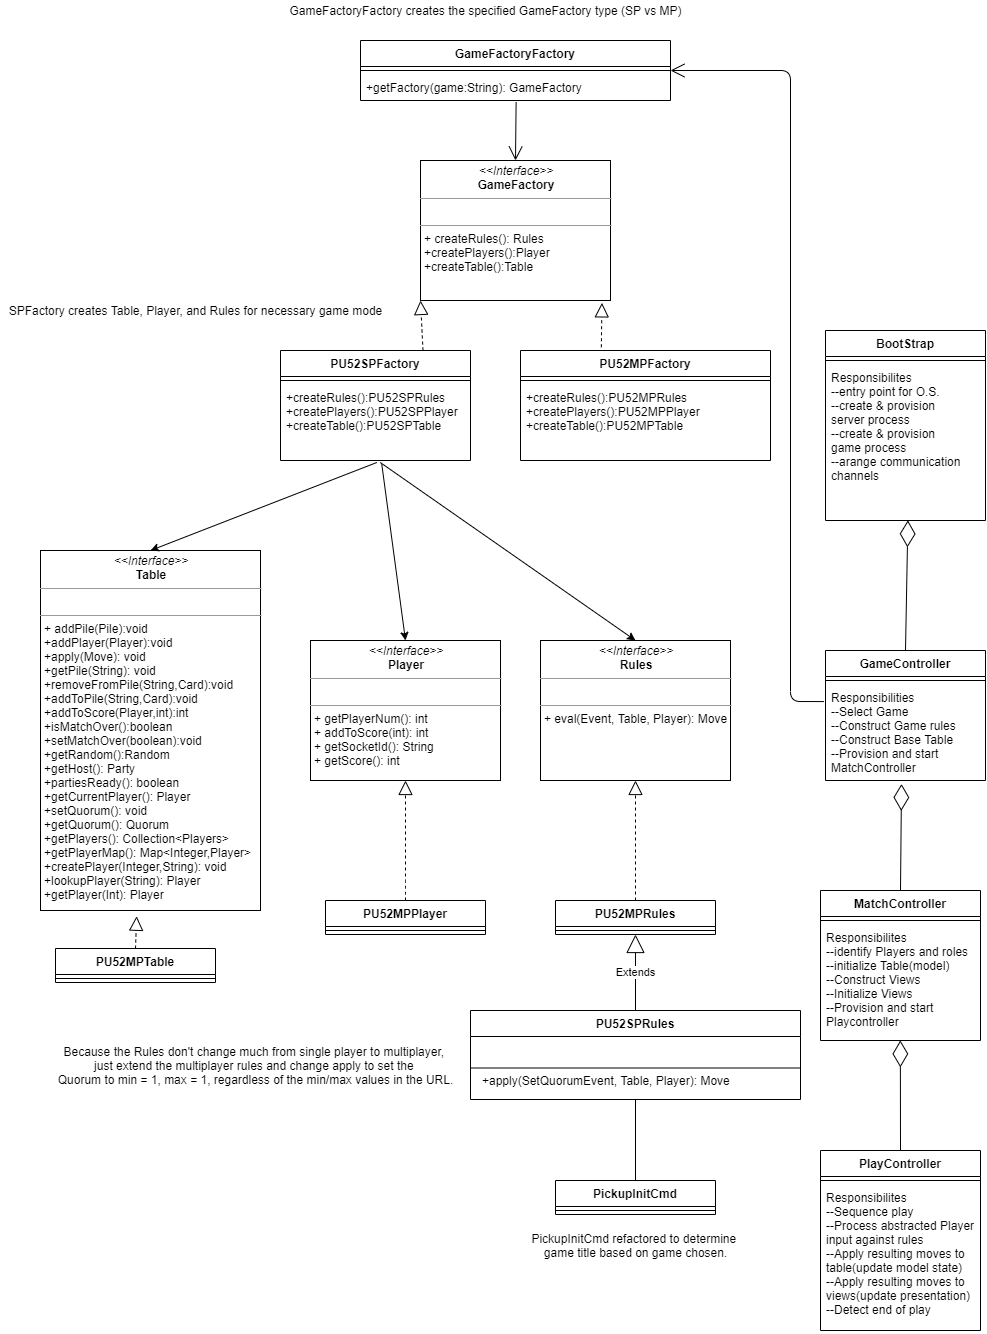 GameFactoryFactory creates the specified GameFactory type (SP vs MP)
GameFactoryFactory
+getFactory(game:String): GameFactory
<<Interface>>
GameFactory
+ createRules(): Rules
+createPlayers():Player
+createTable():Table
SPFactory creates Table, Player, and Rules for necessary game mode
PU52SPFactory
+createRules():PU52SPRules
+createPlayers():PU52SPPlayer
+createTable():PU52SPTable
PU52MPFactory
+createRules():PU52MPRules
+createPlayers():PU52MPPlayer
+createTable():PU52MPTable
BootStrap
Responsibilites
--entry point for O.S.
--create & provision
server process
--create & provision
game process
--arange communication
channels
<<Interface>>
Table
+ addPile(Pile):void
+addPlayer(Player):void
+apply(Move): void
+getPile(String): void
+removeFromPile(String,Card):void
+addToPile(String,Card):void
+addToScore(Player,int):int
+isMatchOver():boolean
+setMatchOver(boolean):void
+getRandom():Random
+getHost(): Party
+partiesReady(): boolean
+getCurrentPlayer(): Player
+setQuorum(): void
+getQuorum(): Quorum
+getPlayers(): Collection<Players>
+getPlayerMap(): Map<Integer,Player>
+createPlayer(Integer,String): void
+lookupPlayer(String): Player
+getPlayer(Int): Player
PU52MPTable
<<Interface>>
Player
+ getPlayerNum(): int
+ addToScore(int): int
+ getSocketId(): String
+ getScore(): int
PU52MPPlayer
<<Interface>>
Rules
+ eval(Event, Table, Player): Move
PU52MPRules
Extends
PU52SPRules
+apply(SetQuorumEvent, Table, Player): Move
Because the Rules don't change much from single player to multiplayer,
just extend the multiplayer rules and change apply to set the
Quorum to min = 1, max = 1, regardless of the min/max values in the URL.
PickupInitCmd
PickupInitCmd refactored to determine
game title based on game chosen.
GameController
Responsibilities
--Select Game
--Construct Game rules
--Construct Base Table
--Provision and start
MatchController
MatchController
Responsibilites
--identify Players and roles
--initialize Table(model)
--Construct Views
--Initialize Views
--Provision and start
Playcontroller
PlayController
Responsibilites
--Sequence play
--Process abstracted Player
input against rules
--Apply resulting moves to
table(update model state)
--Apply resulting moves to
views(update presentation)
--Detect end of play